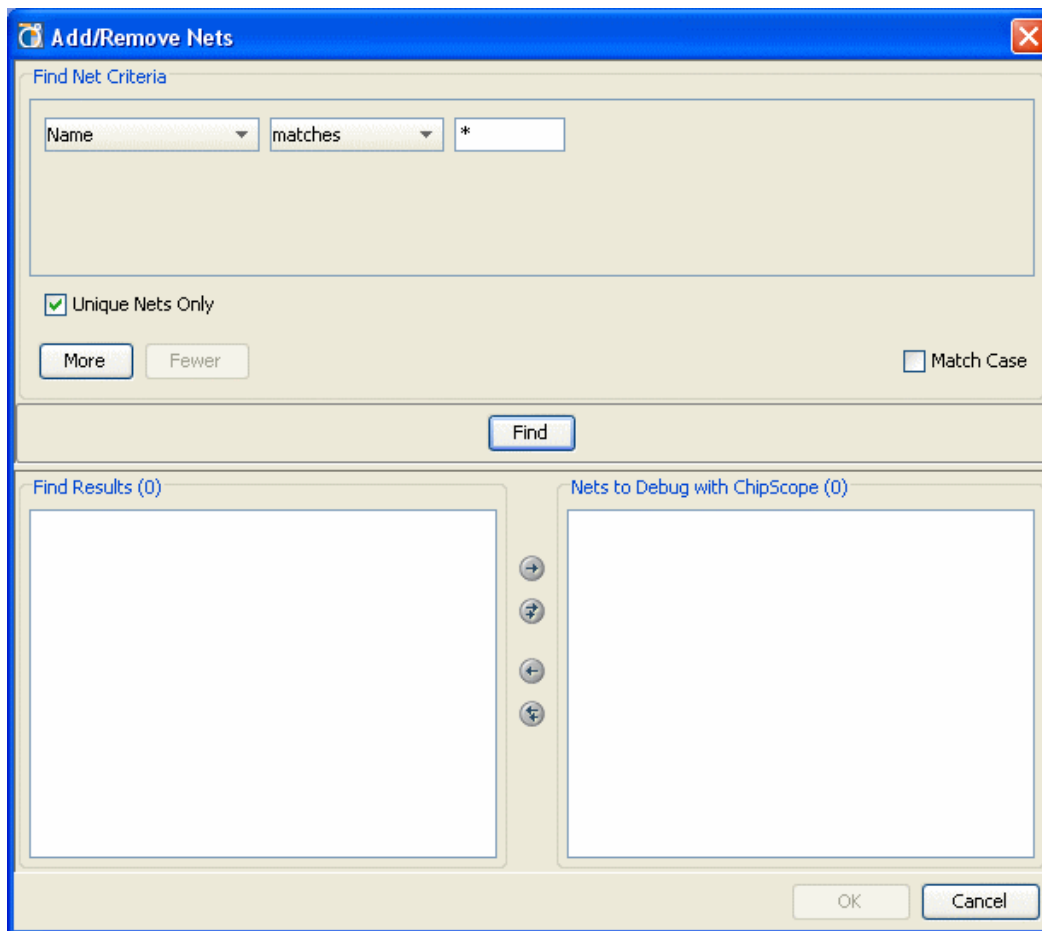 Add/Remove Nets
Find Net Criteria
Name matches *
Unique Nets Only
More Fewer Match Case
Find
Find Results (0) Nets to Debug with ChipScope (0)
OK Cancel